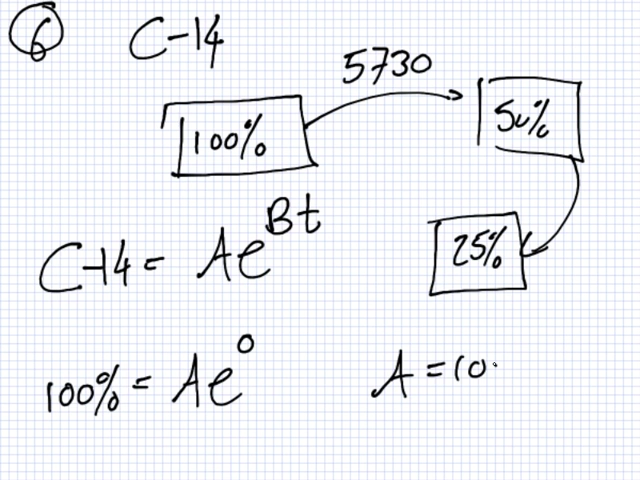 6 C-14
5730
100%
50%
C-14 = Ae^{Bt}
25%
100% = Ae^0
A = 10